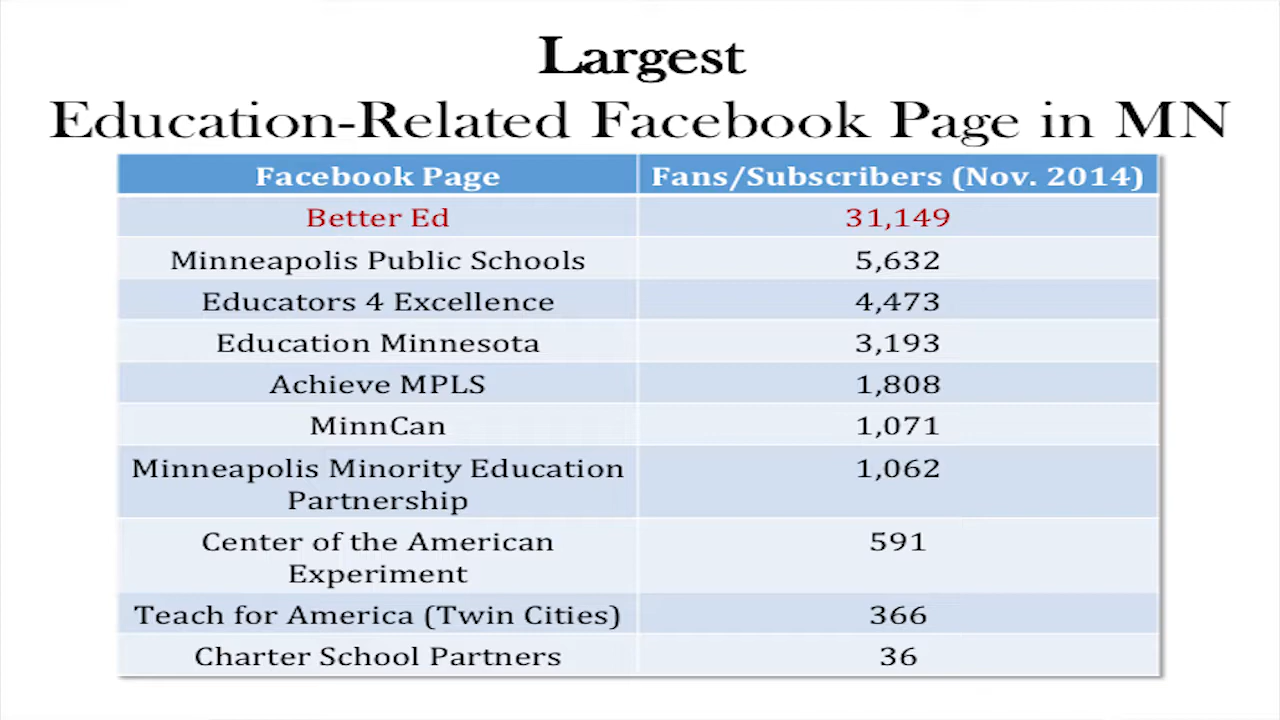 Largest
Education-Related Facebook Page in MN
Facebook Page Fans/Subscribers (Nov. 2014)
Better Ed 31,149
Minneapolis Public Schools 5,632
Educators 4 Excellence 4,473
Education Minnesota 3,193
Achieve MPLS 1,808
MinnCan 1,071
Minneapolis Minority Education 1,062
Partnership
Center of the American 591
Experiment
Teach for America (Twin Cities) 366
Charter School Partners 36